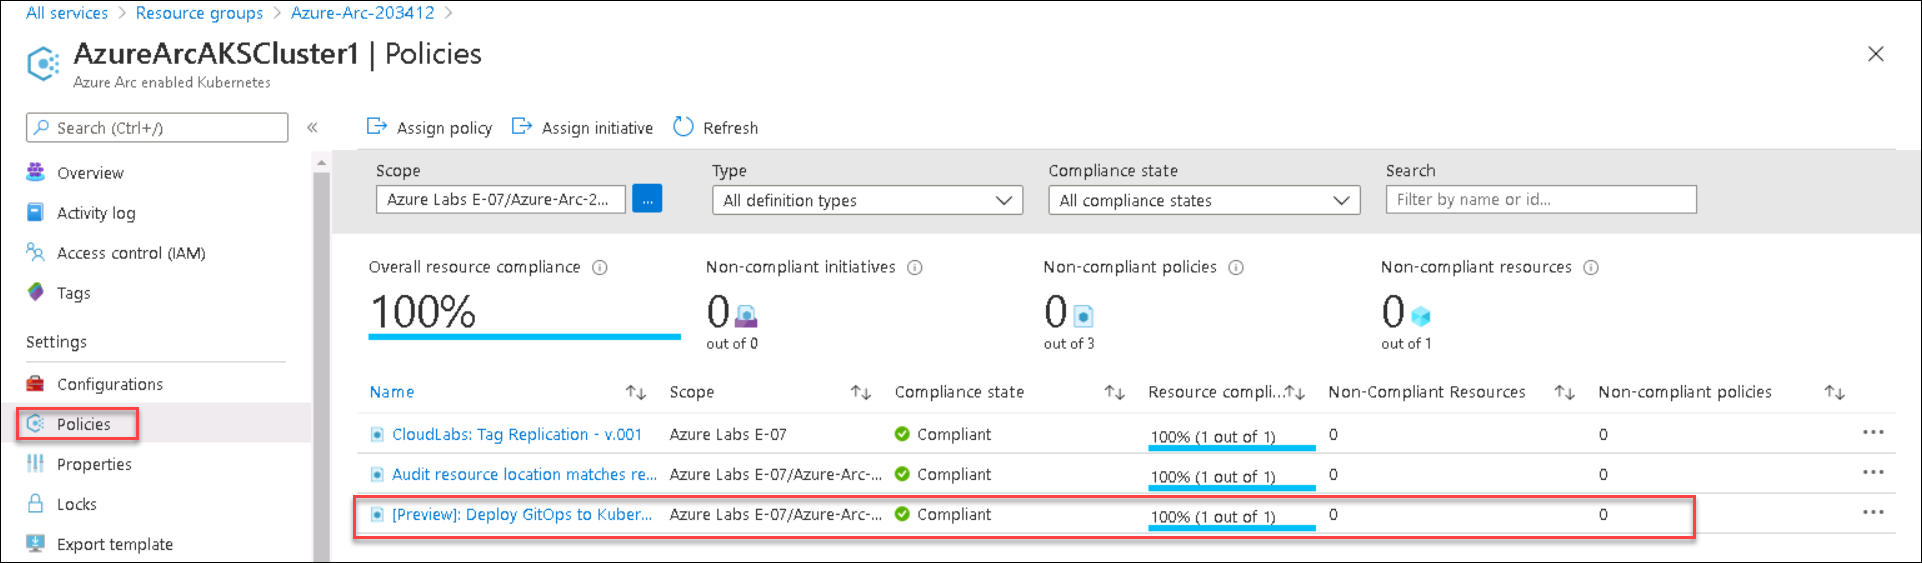 All services > Resource groups > Azure-Arc-203412 >
AzureArcAKSCluster1 | Policies
Azure Arc enabled Kubernetes
Search (Ctrl+/)
«
Assign policy
Assign initiative
Refresh
Overview
Activity log
Access control (IAM)
Tags
Settings
Configurations
Policies
Properties
Locks
Export template
Scope
Type
Compliance state
Search
Azure Labs E-07/Azure-Arc-2...
...
All definition types
All compliance states
Filter by name or id...
Overall resource compliance
Non-compliant initiatives
Non-compliant policies
Non-compliant resources
100%
0
0
0
out of 0
out of 3
out of 1
Name Scope Compliance state Resource compli... Non-Compliant Resources Non-compliant policies
CloudLabs: Tag Replication - v.001 Azure Labs E-07 Compliant 100% (1 out of 1) 0 0 ...
Audit resource location matches re... Azure Labs E-07/Azure-Arc-... Compliant 100% (1 out of 1) 0 0 ...
[Preview]: Deploy GitOps to Kuber... Azure Labs E-07/Azure-Arc-... Compliant 100% (1 out of 1) 0 0 ...